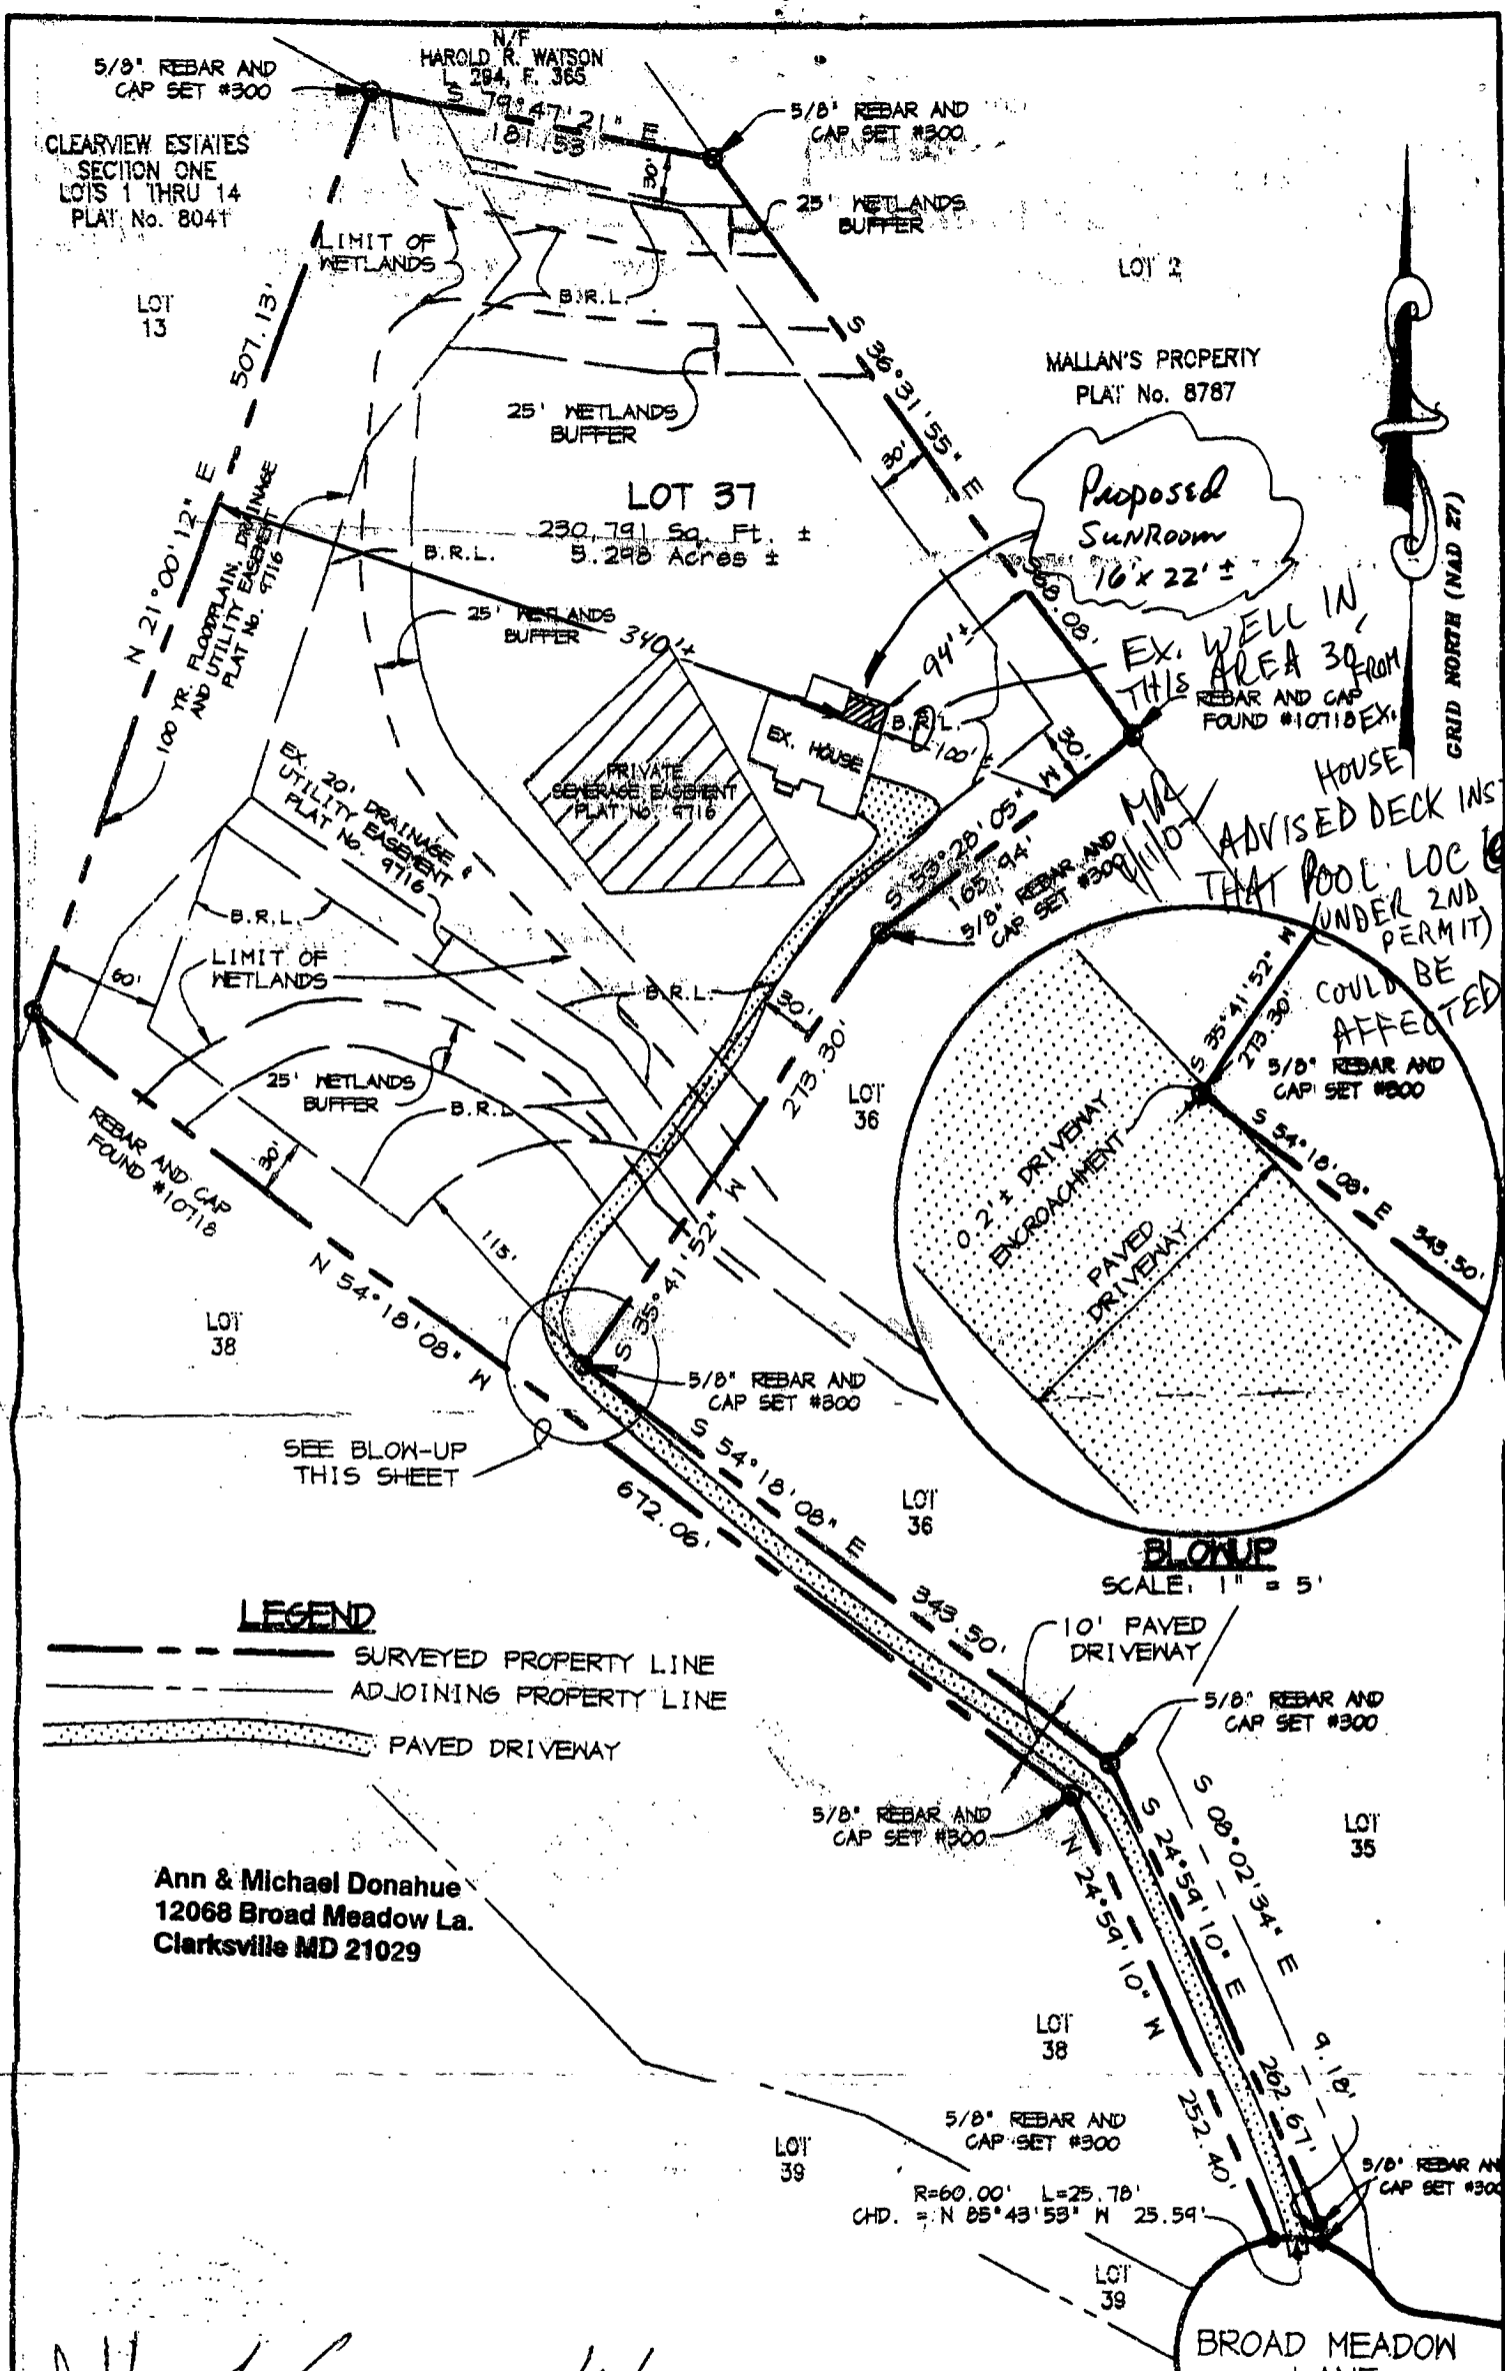 N/F
HAROLD R. WATSON
L. 294, F. 365
5/8" REBAR AND
CAP SET #300
S 79°47'21" E
5/8" REBAR AND
CAP SET #300
CLEARVIEW ESTATES
SECTION ONE
LOTS 1 THRU 14
PLAT No. 8041
30'
25' WETLANDS
BUFFER
LIMIT OF
WETLANDS
LOT 2
B.R.L.
LOT
13
507.13'
N 21°00'12" E
S 36°31'55" E
368.08'
MALLAN'S PROPERTY
PLAT No. 8787
25' WETLANDS
BUFFER
30'
Proposed
SUNROOM
16' x 22' ±
LOT 37
230,791 Sq. Ft. ±
5.298 Acres ±
B.R.L.
GRID NORTH (NAD 27)
100 YR. FLOODPLAIN, DRAINAGE
AND UTILITY EASEMENT
PLAT No. 9716
25' WETLANDS
BUFFER
340'±
94'±
EX. WELL IN
THIS AREA 30'
FROM
EX.
HOUSE
REBAR AND CAP
FOUND #10718
B.R.L.
100' ±
30'
EX. HOUSE
PRIVATE
SEWERAGE EASEMENT
PLAT No. 9716
EX. 20' DRAINAGE &
UTILITY EASEMENT
PLAT No. 9716
MR
ADVISED DECK INS
THAT POOL LOC
(UNDER 2ND
PERMIT)
COULD BE
AFFECTED
S 53°28'05" W
165.94'
5/8" REBAR AND
CAP SET #300
B.R.L.
LIMIT OF
WETLANDS
60'
B.R.L.
30'
273.30'
S 35°41'52" W
LOT
36
25' WETLANDS
BUFFER
B.R.L.
REBAR AND CAP
FOUND #10718
30'
115'
N 54°18'08" W
672.06'
LOT
38
S 35°41'52" W
273.30'
5/8" REBAR AND
CAP SET #300
0.2'± DRIVEWAY
ENCROACHMENT
PAVED
DRIVEWAY
S 54°18'08" E 343.50'
BLOWUP
SCALE: 1" = 5'
5/8" REBAR AND
CAP SET #300
SEE BLOW-UP
THIS SHEET
S 54°18'08" E
343.50'
LOT
36
10' PAVED
DRIVEWAY
LEGEND
SURVEYED PROPERTY LINE
ADJOINING PROPERTY LINE
PAVED DRIVEWAY
5/8" REBAR AND
CAP SET #300
5/8" REBAR AND
CAP SET #300
S 08°02'34" E
LOT
35
S 24°59'10" E
262.67'
N 24°59'10" W
252.40'
9.18'
Ann & Michael Donahue
12068 Broad Meadow La.
Clarksville MD 21029
LOT
38
LOT
39
5/8" REBAR AND
CAP SET #300
5/8" REBAR AN
CAP SET #300
R=60.00' L=25.78'
CHD. = N 85°43'53" W 25.59'
LOT
39
BROAD MEADOW